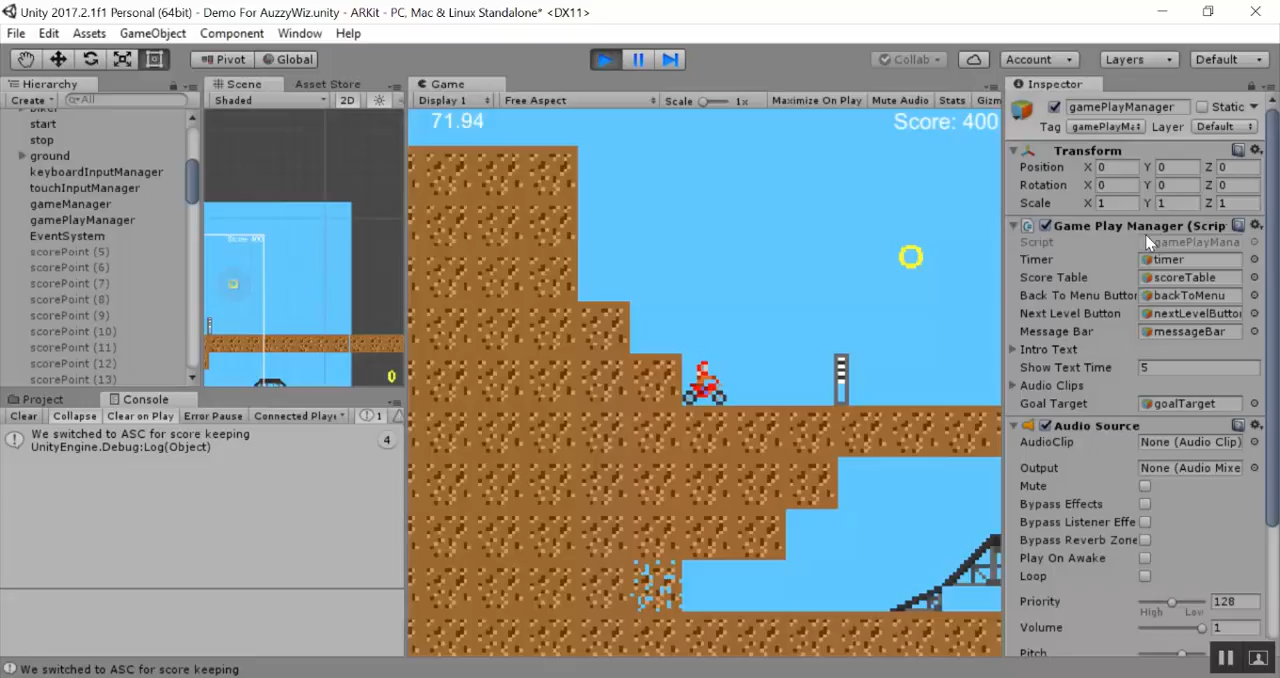 Unity 2017.2.1f1 Personal (64bit) - Demo For AuzzyWiz.unity - ARKit - PC, Mac & Linux Standalone* <DX11>
File Edit Assets GameObject Component Window Help
Pivot Global Collab Account Layers Default
Hierarchy
Create All
start
stop
ground
keyboardInputManager
touchInputManager
gameManager
gamePlayManager
EventSystem
scorePoint (5)
scorePoint (6)
scorePoint (7)
scorePoint (8)
scorePoint (9)
scorePoint (10)
scorePoint (11)
scorePoint (12)
scorePoint (13)
Scene Asset Store
Shaded 2D
Score 400
Project Console
Clear Collapse Clear on Play Error Pause Connected Playe 1
We switched to ASC for score keeping
UnityEngine.Debug:Log(Object)
4
Game
Display 1 Free Aspect Scale 1x Maximize On Play Mute Audio Stats Gizm
71.94 Score: 400
Inspector
gamePlayManager Static
Tag gamePlayMa Layer Default
Transform
Position X 0 Y 0 Z 0
Rotation X 0 Y 0 Z 0
Scale X 1 Y 1 Z 1
Game Play Manager (Scrip
Script gamePlayMana
Timer timer
Score Table scoreTable
Back To Menu Buttor backToMenu
Next Level Button nextLevelButto
Message Bar messageBar
Intro Text
Show Text Time 5
Audio Clips
Goal Target goalTarget
Audio Source
AudioClip None (Audio Clip)
Output None (Audio Mixe
Mute
Bypass Effects
Bypass Listener Effe
Bypass Reverb Zone
Play On Awake
Loop
Priority 128
High Low
Volume 1
Pitch
We switched to ASC for score keeping